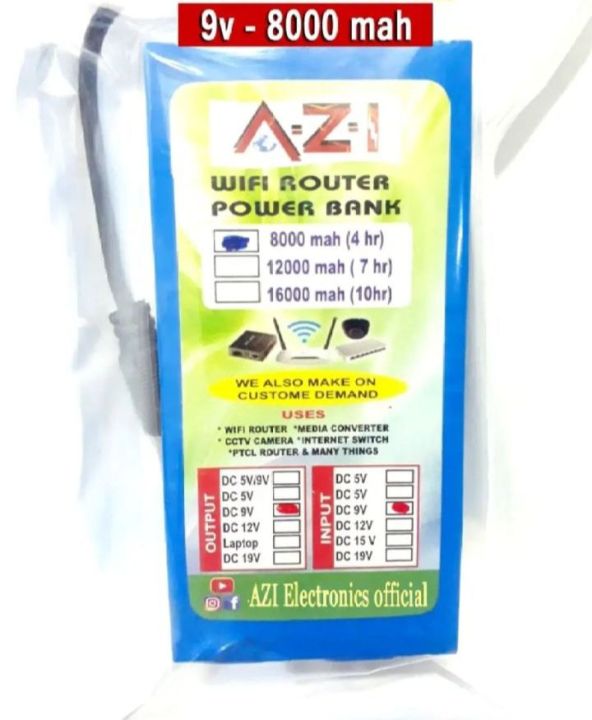 9v - 8000 mah
A=Z=I
WIFI ROUTER
POWER BANK
8000 mah (4 hr)
12000 mah ( 7 hr)
16000 mah (10hr)
WE ALSO MAKE ON
CUSTOME DEMAND
USES
* WIFI ROUTER *MEDIA CONVERTER
* CCTV CAMERA *INTERNET SWITCH
*PTCL ROUTER & MANY THINGS
OUTPUT
DC 5V/9V
DC 5V
DC 9V
DC 12V
Laptop
DC 19V
INPUT
DC 5V
DC 5V
DC 9V
DC 12V
DC 15 V
DC 19V
AZI Electronics official